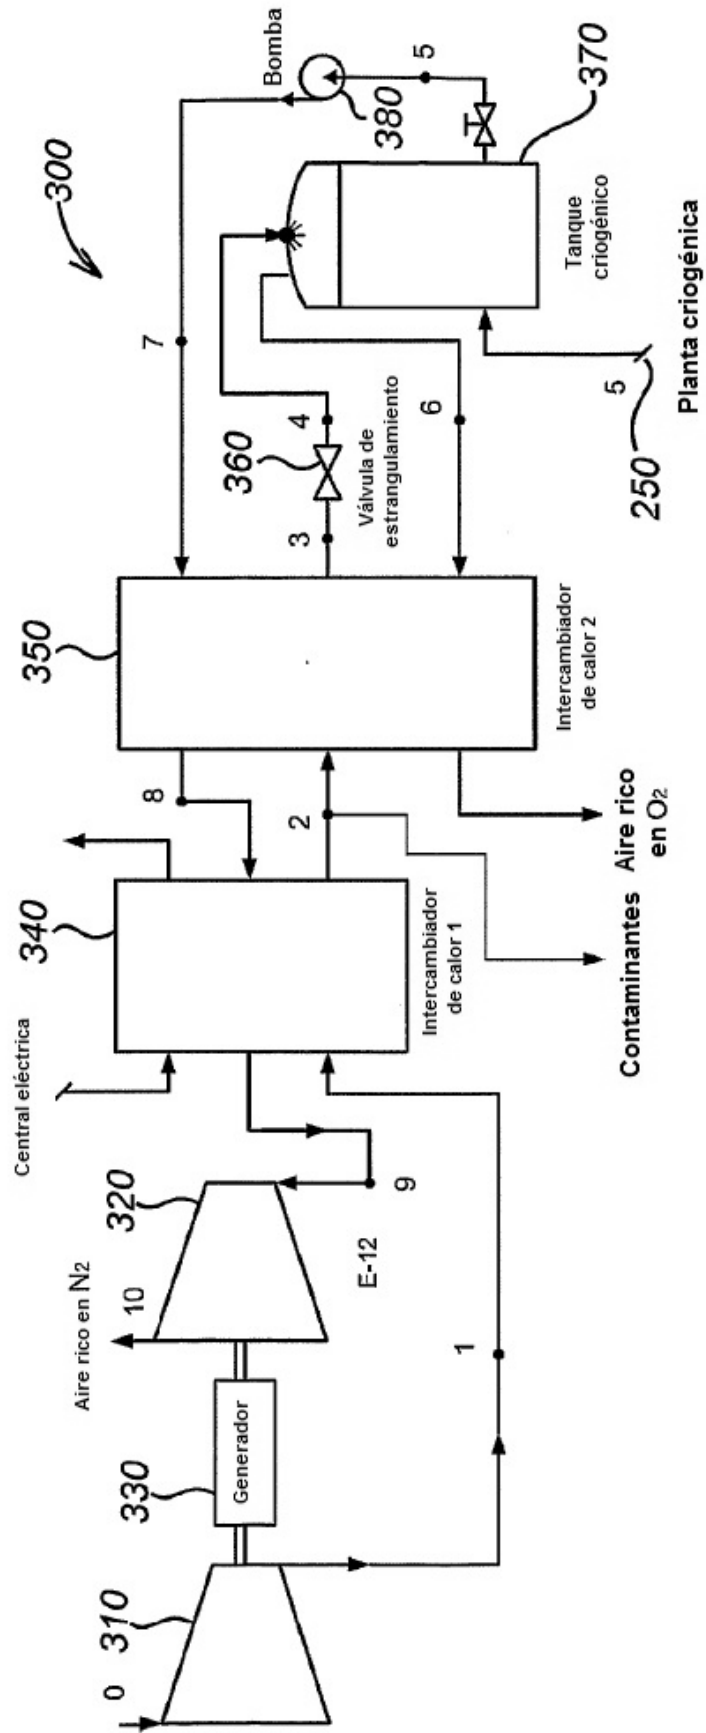 300
0
310
330
Generador
Aire rico en N2
10
320
E-12
9
1
Central eléctrica
340
Intercambiador
de calor 1
8
2
Contaminantes
Aire rico
en O2
350
Intercambiador
de calor 2
7
3
360
4
Válvula de
estrangulamiento
6
Bomba
380
5
370
Tanque
criogénico
5
250
Planta criogénica